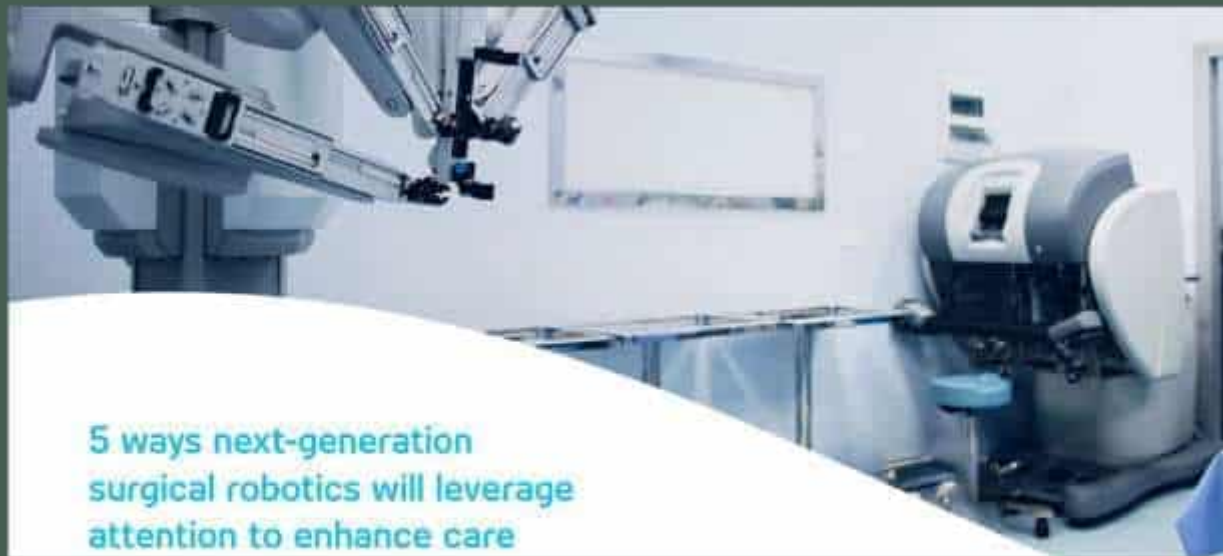 5 ways next-generation
surgical robotics will leverage
attention to enhance care